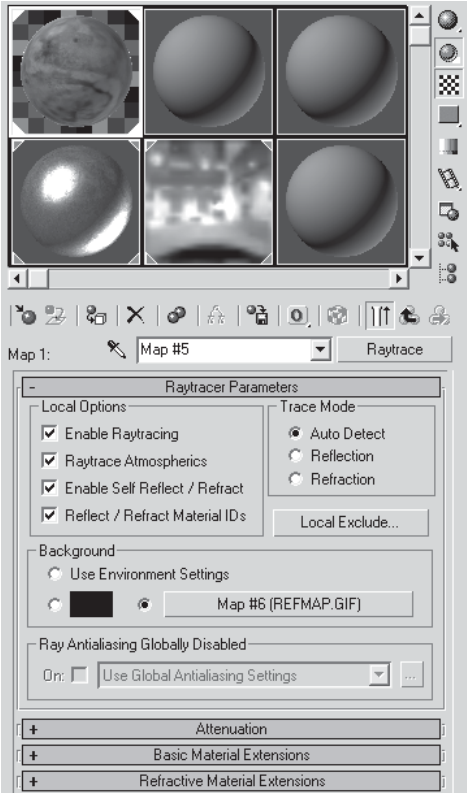 Map 1:
Map #5
Raytrace
- Raytracer Parameters
Local Options
Enable Raytracing
Raytrace Atmospherics
Enable Self Reflect / Refract
Reflect / Refract Material IDs
Trace Mode
Auto Detect
Reflection
Refraction
Local Exclude...
Background
Use Environment Settings
Map #6 (REFMAP.GIF)
Ray Antialiasing Globally Disabled
On: Use Global Antialiasing Settings ...
+ Attenuation
+ Basic Material Extensions
+ Refractive Material Extensions